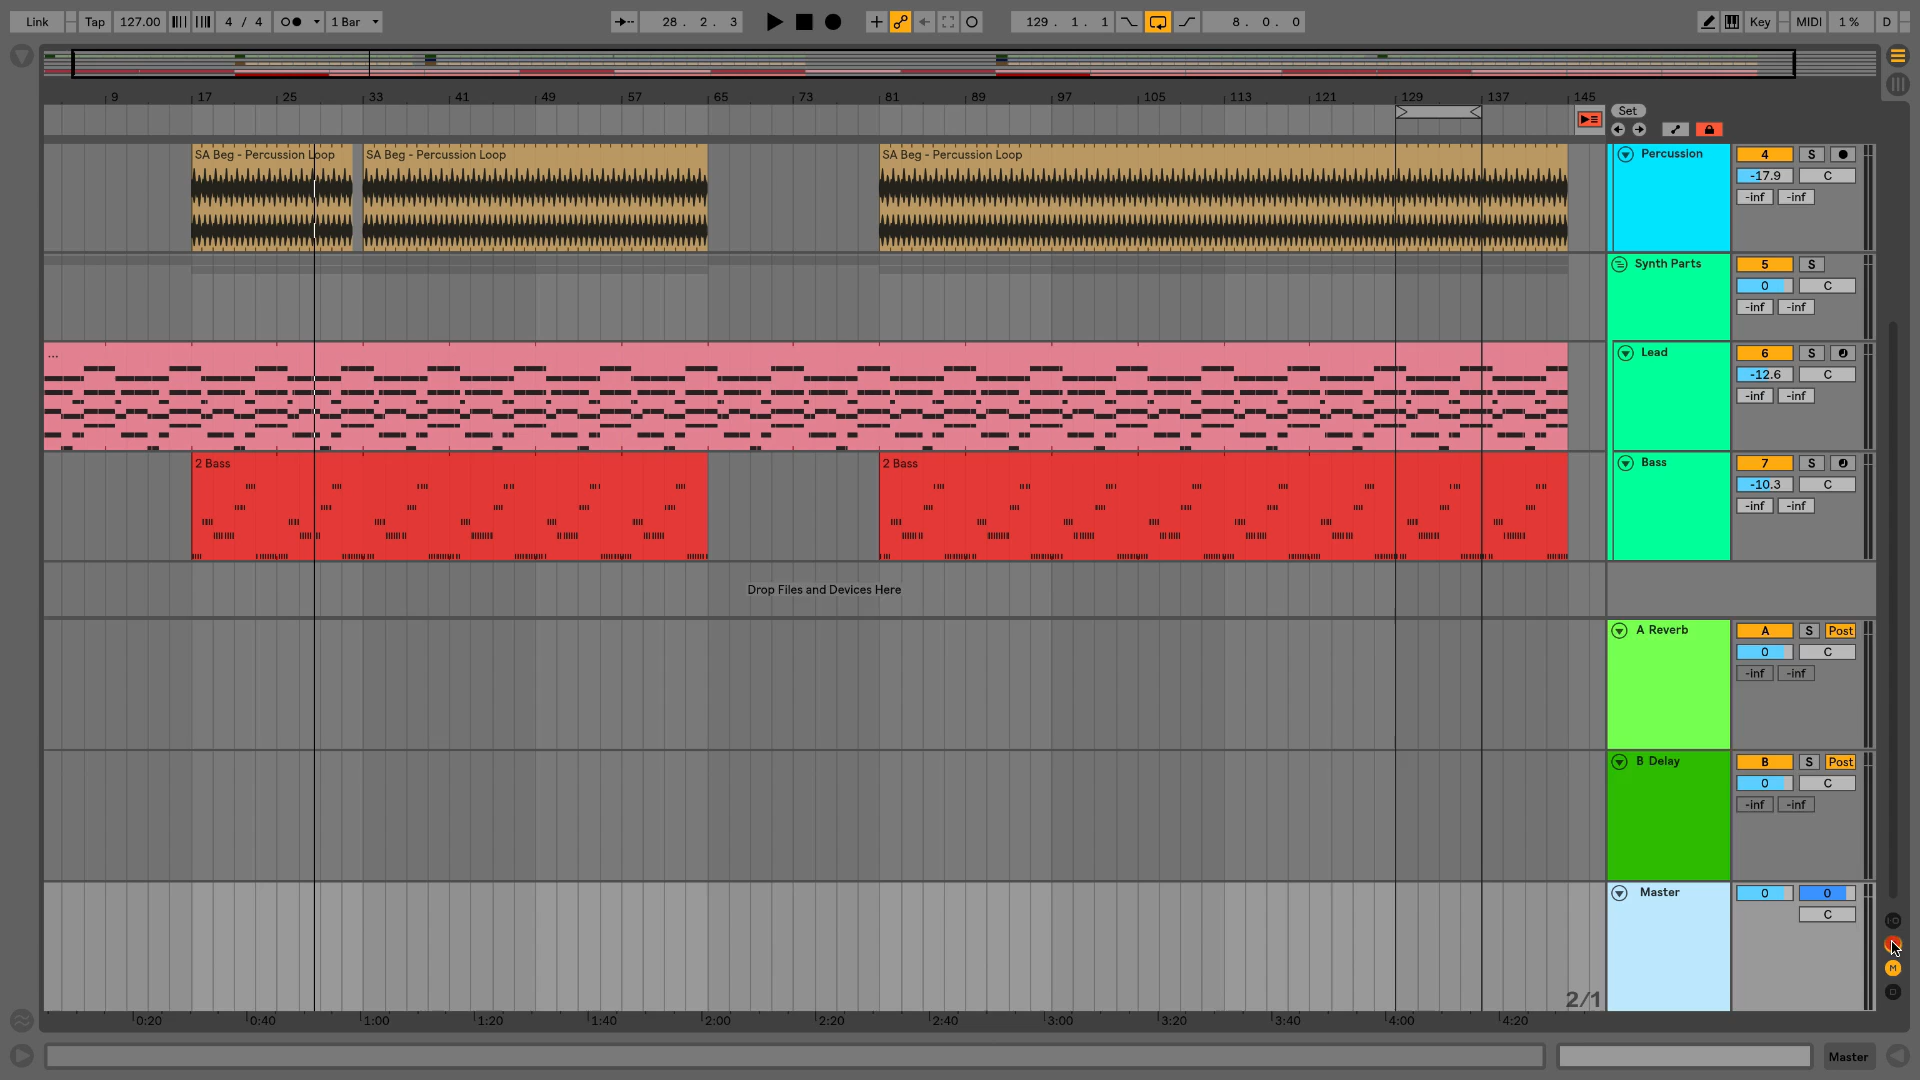 Link Tap 127.00 4 / 4 1 Bar 28 . 2 . 3 129 . 1 . 1 8 . 0 . 0 Key MIDI 1 % D
9 17 25 33 41 49 57 65 73 81 89 97 105 113 121 129 137 145
Set
SA Beg - Percussion Loop SA Beg - Percussion Loop SA Beg - Percussion Loop
Percussion 4 S
-17.9 C
-inf -inf
Synth Parts 5 S
0 C
-inf -inf
...
Lead 6 S
-12.6 C
-inf -inf
2 Bass 2 Bass
Bass 7 S
-10.3 C
-inf -inf
Drop Files and Devices Here
A Reverb A S Post
0 C
-inf -inf
B Delay B S Post
0 C
-inf -inf
Master 0 0
C
M
D
2/1
0:20 0:40 1:00 1:20 1:40 2:00 2:20 2:40 3:00 3:20 3:40 4:00 4:20
Master